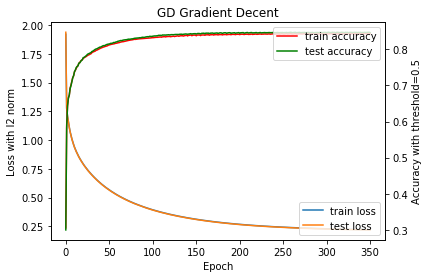 GD Gradient Decent
train accuracy
test accuracy
train loss
test loss
Loss with l2 norm
2.00
1.75
1.50
1.25
1.00
0.75
0.50
0.25
0.8
0.7
0.6
0.5
0.4
0.3
Accuracy with threshold=0.5
0
50
100
150
200
250
300
350
Epoch